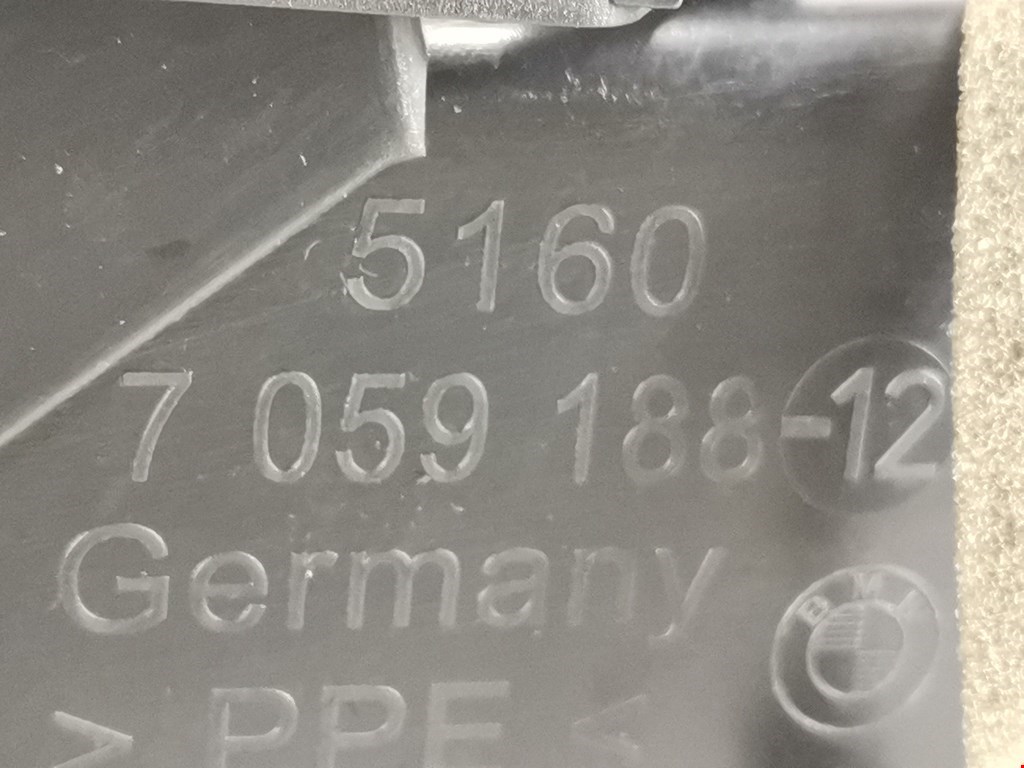 5160
7 059 188-12
Germany
BMW
> PPE <